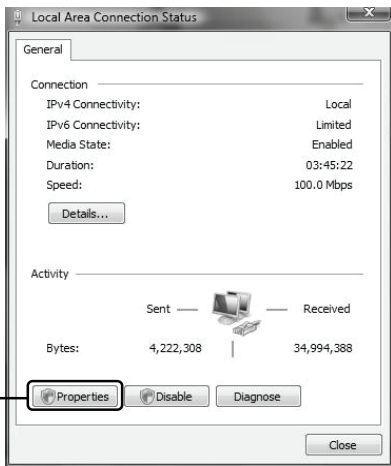 Local Area Connection Status
General
Connection
IPv4 Connectivity: Local
IPv6 Connectivity: Limited
Media State: Enabled
Duration: 03:45:22
Speed: 100.0 Mbps
Details...
Activity
Sent Received
Bytes: 4,222,308 34,994,388
Properties Disable Diagnose
Close